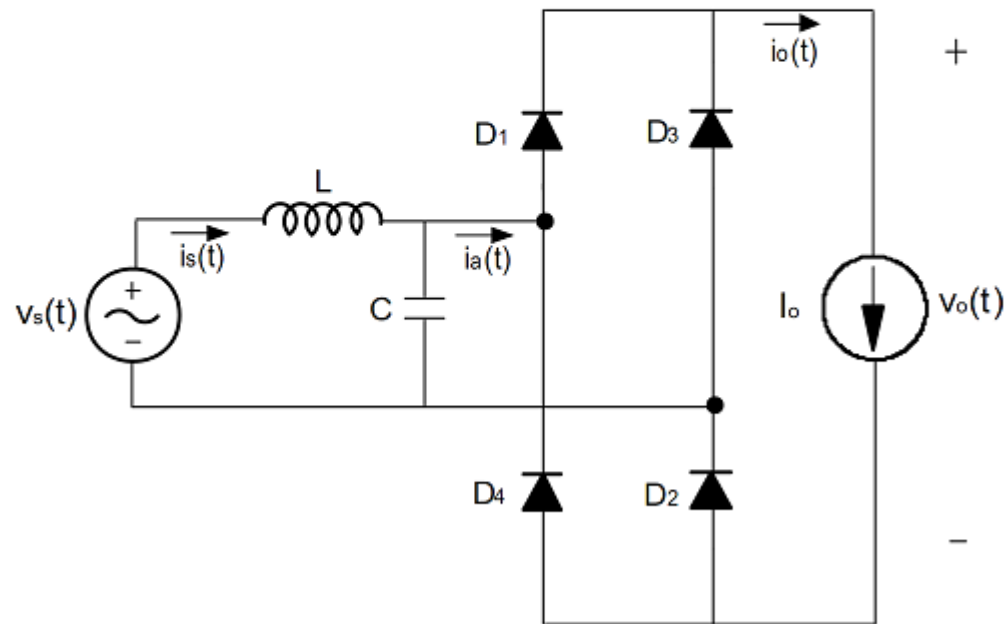 io(t)
+
D1
D3
L
is(t)
ia(t)
vs(t)
+
−
C
Io
vo(t)
D4
D2
−